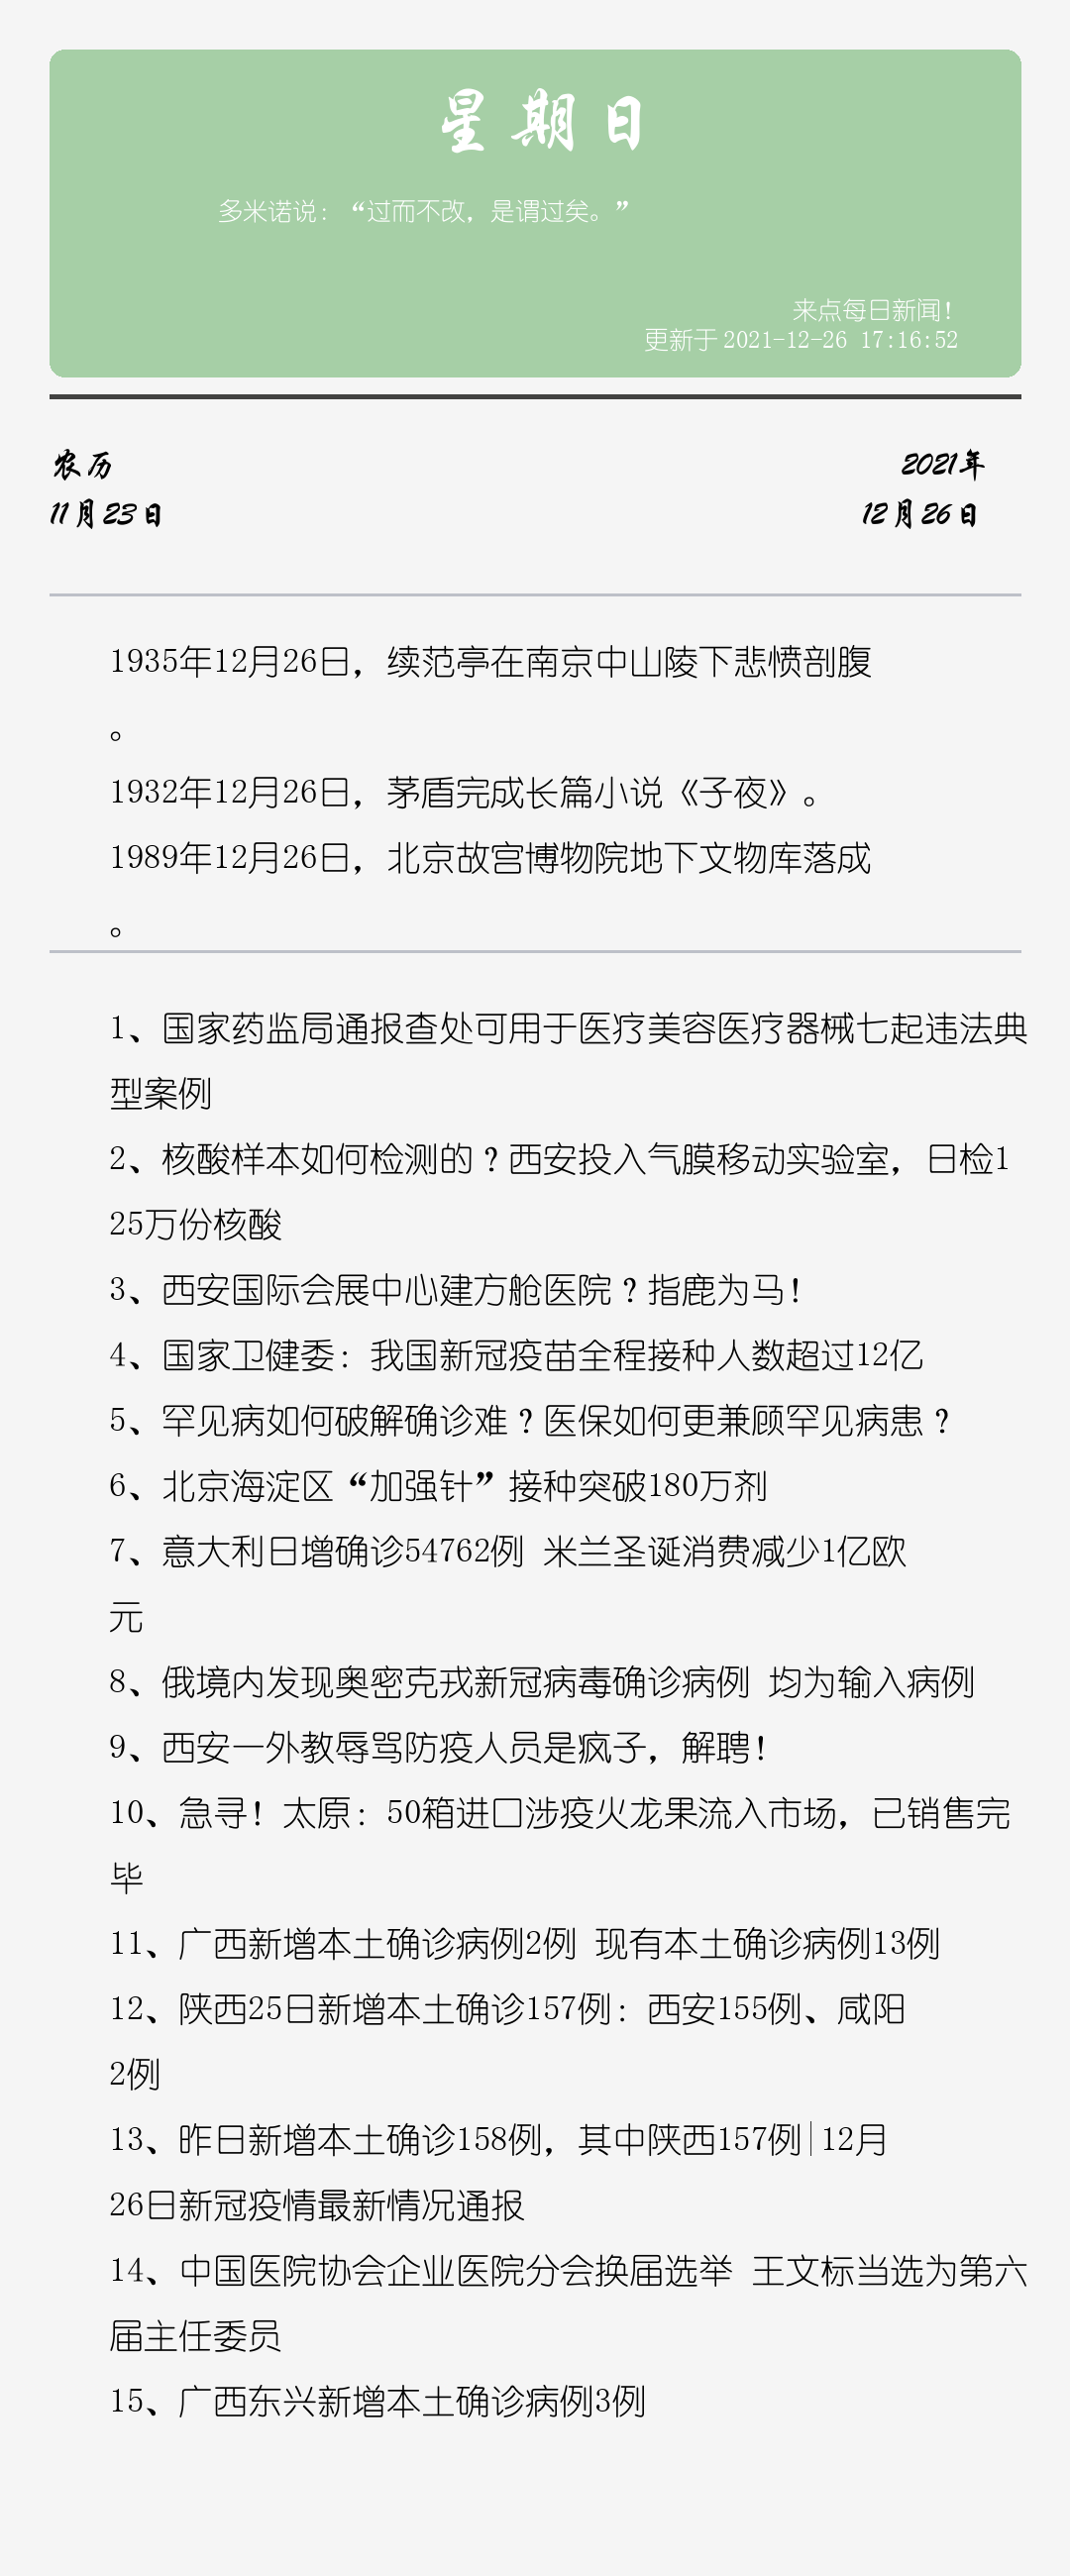 星期日
多米诺说：“过而不改，是谓过矣。”
来点每日新闻！
更新于 2021-12-26 17:16:52
农历
2021年
11月23日
12月26日
1935年12月26日，续范亭在南京中山陵下悲愤剖腹
。
1932年12月26日，茅盾完成长篇小说《子夜》。
1989年12月26日，北京故宫博物院地下文物库落成
。
1、国家药监局通报查处可用于医疗美容医疗器械七起违法典
型案例
2、核酸样本如何检测的？西安投入气膜移动实验室，日检1
25万份核酸
3、西安国际会展中心建方舱医院？指鹿为马！
4、国家卫健委：我国新冠疫苗全程接种人数超过12亿
5、罕见病如何破解确诊难？医保如何更兼顾罕见病患？
6、北京海淀区“加强针”接种突破180万剂
7、意大利日增确诊54762例 米兰圣诞消费减少1亿欧
元
8、俄境内发现奥密克戎新冠病毒确诊病例 均为输入病例
9、西安一外教辱骂防疫人员是疯子，解聘！
10、急寻！太原：50箱进口涉疫火龙果流入市场，已销售完
毕
11、广西新增本土确诊病例2例 现有本土确诊病例13例
12、陕西25日新增本土确诊157例：西安155例、咸阳
2例
13、昨日新增本土确诊158例，其中陕西157例|12月
26日新冠疫情最新情况通报
14、中国医院协会企业医院分会换届选举 王文标当选为第六
届主任委员
15、广西东兴新增本土确诊病例3例